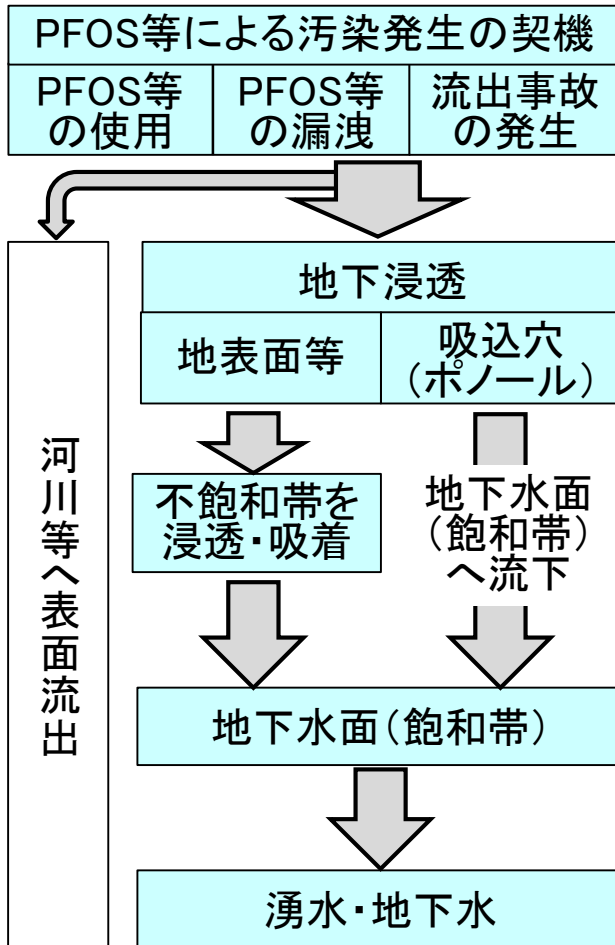 PFOS等による汚染発生の契機
PFOS等
の使用
PFOS等
の漏洩
流出事故
の発生
地下浸透
地表面等
吸込穴
（ポノール）
河川等へ表面流出
不飽和帯を
浸透・吸着
地下水面
（飽和帯）
へ流下
地下水面（飽和帯）
湧水・地下水